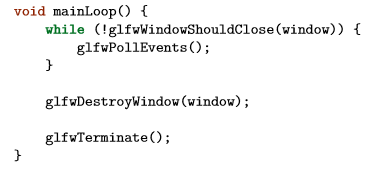 void mainLoop() {
    while (!glfwWindowShouldClose(window)) {
        glfwPollEvents();
    }

    glfwDestroyWindow(window);

    glfwTerminate();
}